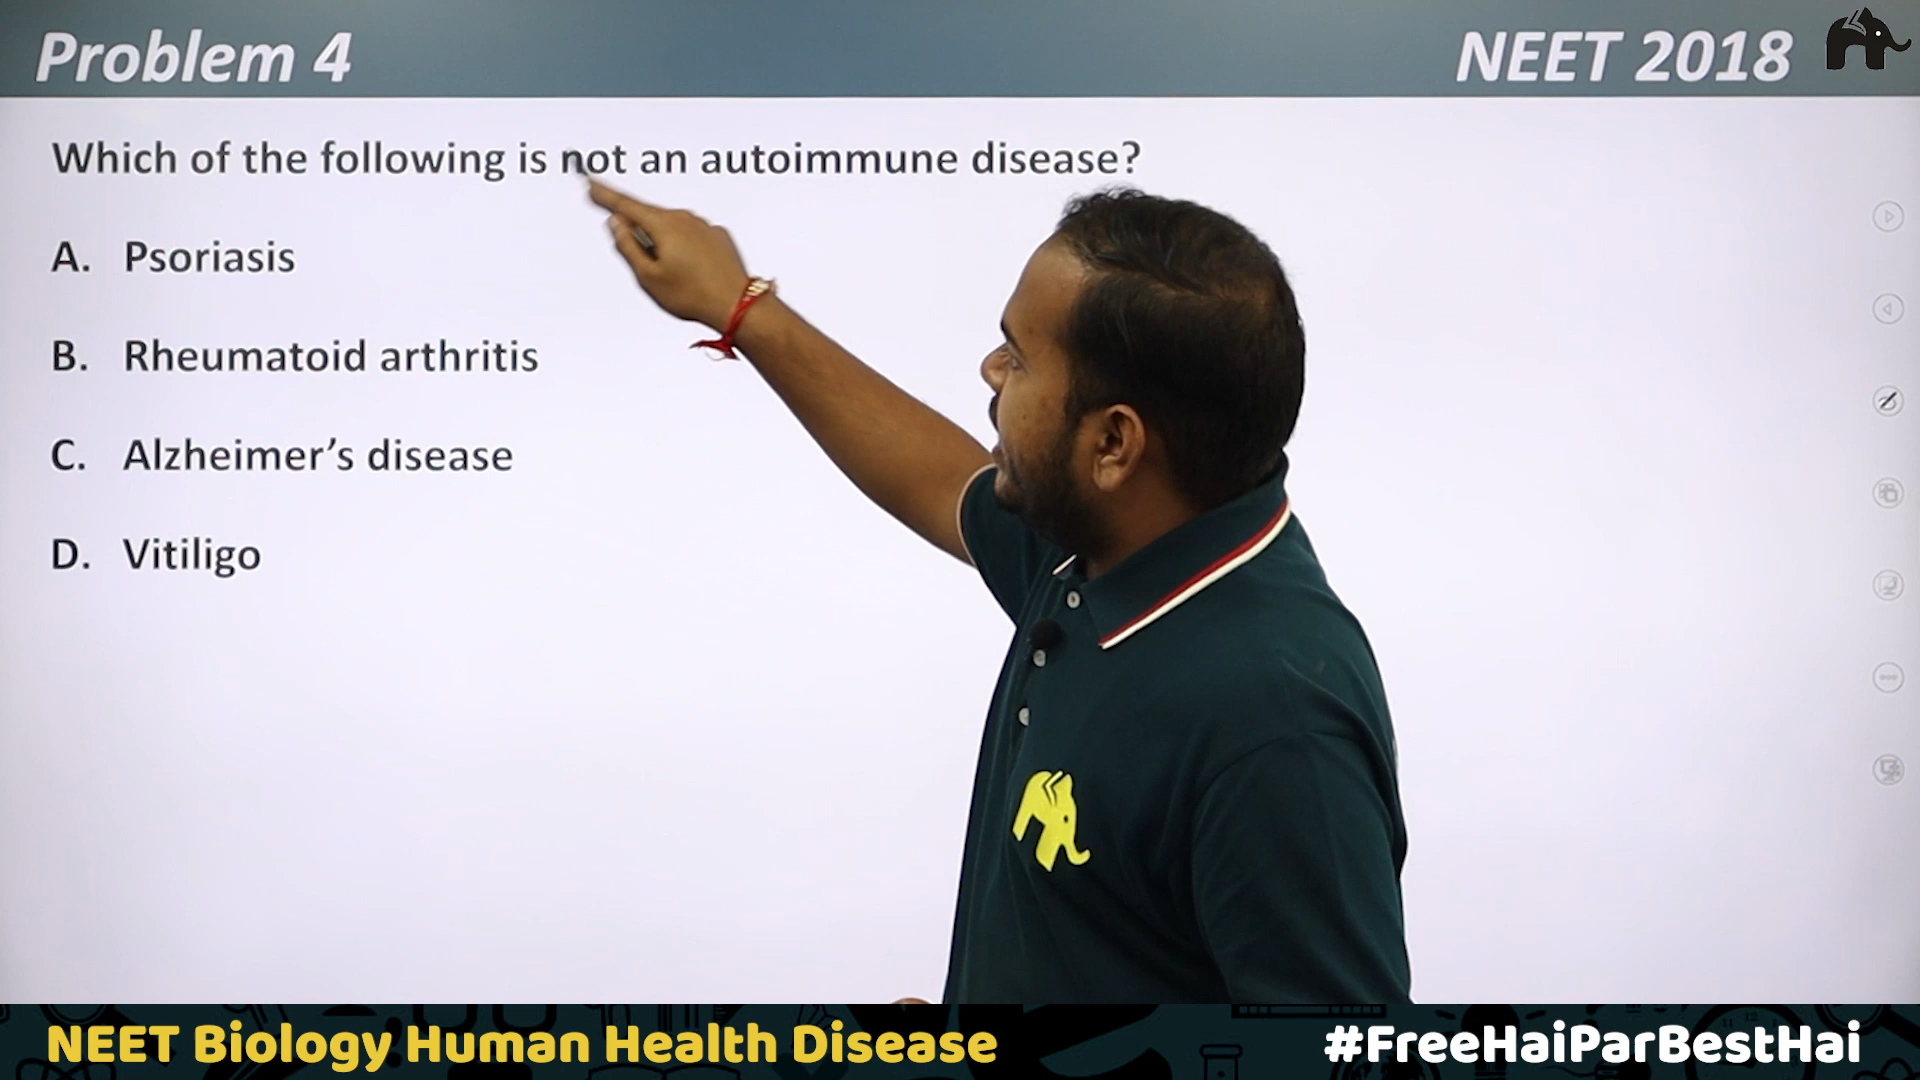 Problem 4
NEET 2018
Which of the following is not an autoimmune disease?
A. Psoriasis
B. Rheumatoid arthritis
C. Alzheimer’s disease
D. Vitiligo
NEET Biology Human Health Disease
#FreeHaiParBestHai